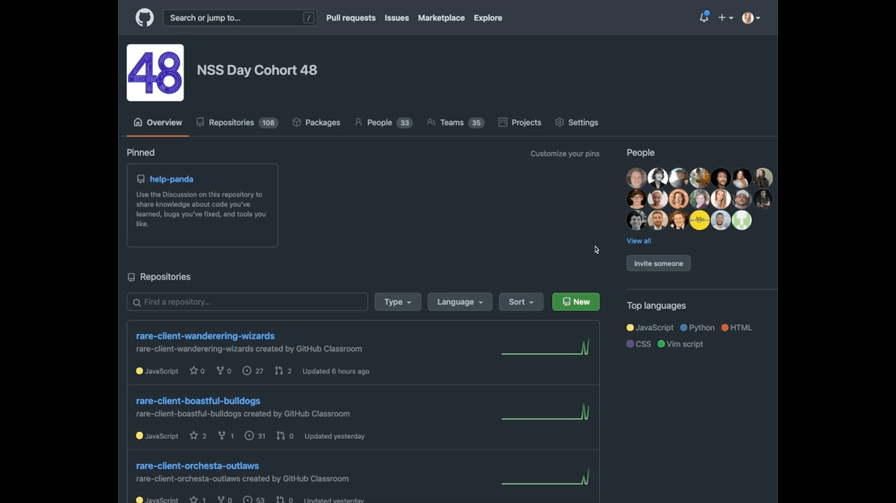 Search or jump to... /
Pull requests Issues Marketplace Explore
48
NSS Day Cohort 48
Overview Repositories 108 Packages People 33 Teams 35 Projects Settings
Pinned Customize your pins
help-panda
Use the Discussion on this repository to
share knowledge about code you've
learned, bugs you've fixed, and tools you
like.
People
View all
Invite someone
Repositories
Find a repository...
Type Language Sort New
Top languages
JavaScript Python HTML
CSS Vim script
rare-client-wanderering-wizards
rare-client-wanderering-wizards created by GitHub Classroom
JavaScript 0 0 27 2 Updated 6 hours ago
rare-client-boastful-bulldogs
rare-client-boastful-bulldogs created by GitHub Classroom
JavaScript 2 1 31 0 Updated yesterday
rare-client-orchesta-outlaws
rare-client-orchesta-outlaws created by GitHub Classroom
JavaScript 1 0 53 0 Updated yesterday